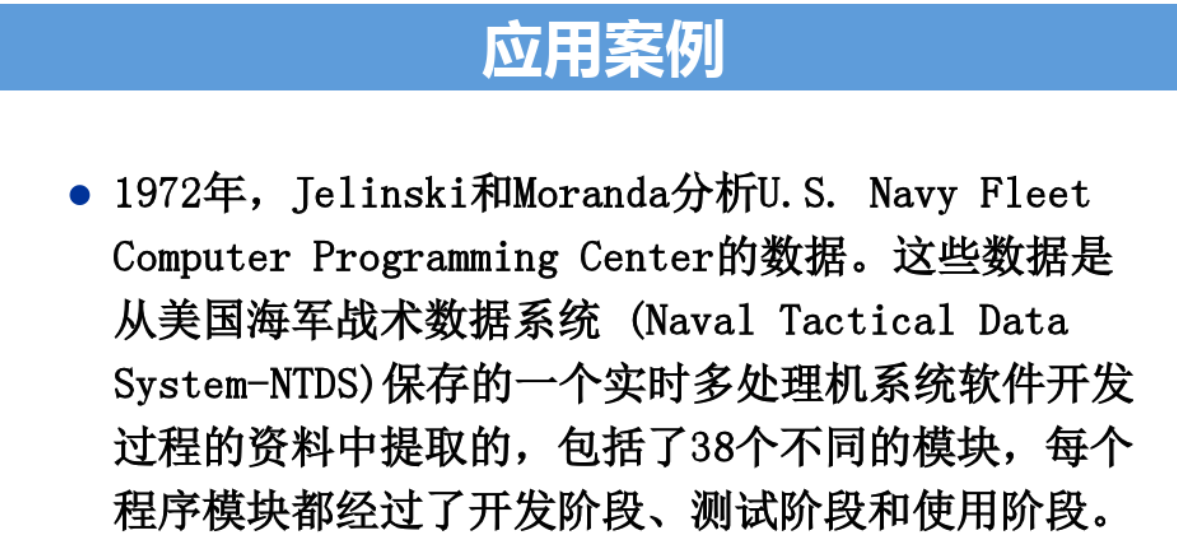 应用案例
1972年，Jelinski和Moranda分析U.S. Navy Fleet
Computer Programming Center的数据。这些数据是
从美国海军战术数据系统 (Naval Tactical Data
System-NTDS)保存的一个实时多处理机系统软件开发
过程的资料中提取的，包括了38个不同的模块，每个
程序模块都经过了开发阶段、测试阶段和使用阶段。